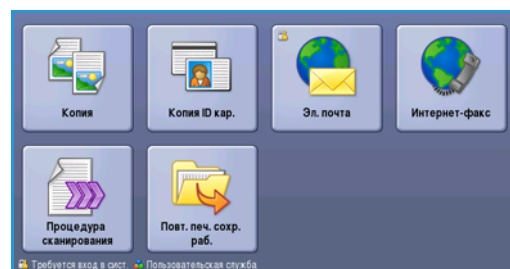 Копия
Копия ID кар.
Эл. почта
Интернет-факс
Процедура
сканирования
Повт. печ. сохр.
раб.
Требуется вход в сист. Пользовательская служба